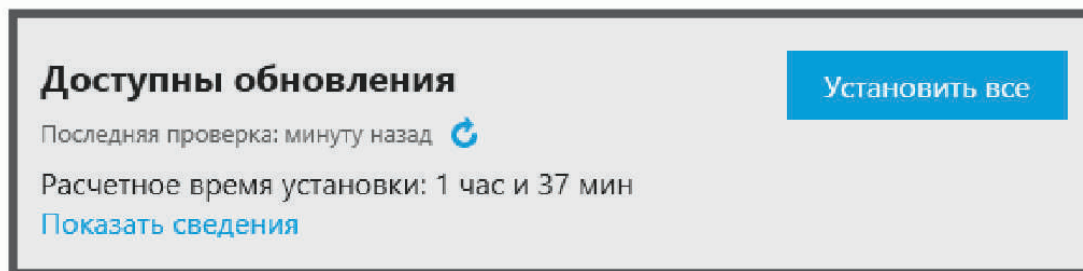 Доступны обновления
Установить все
Последняя проверка: минуту назад
Расчетное время установки: 1 час и 37 мин
Показать сведения